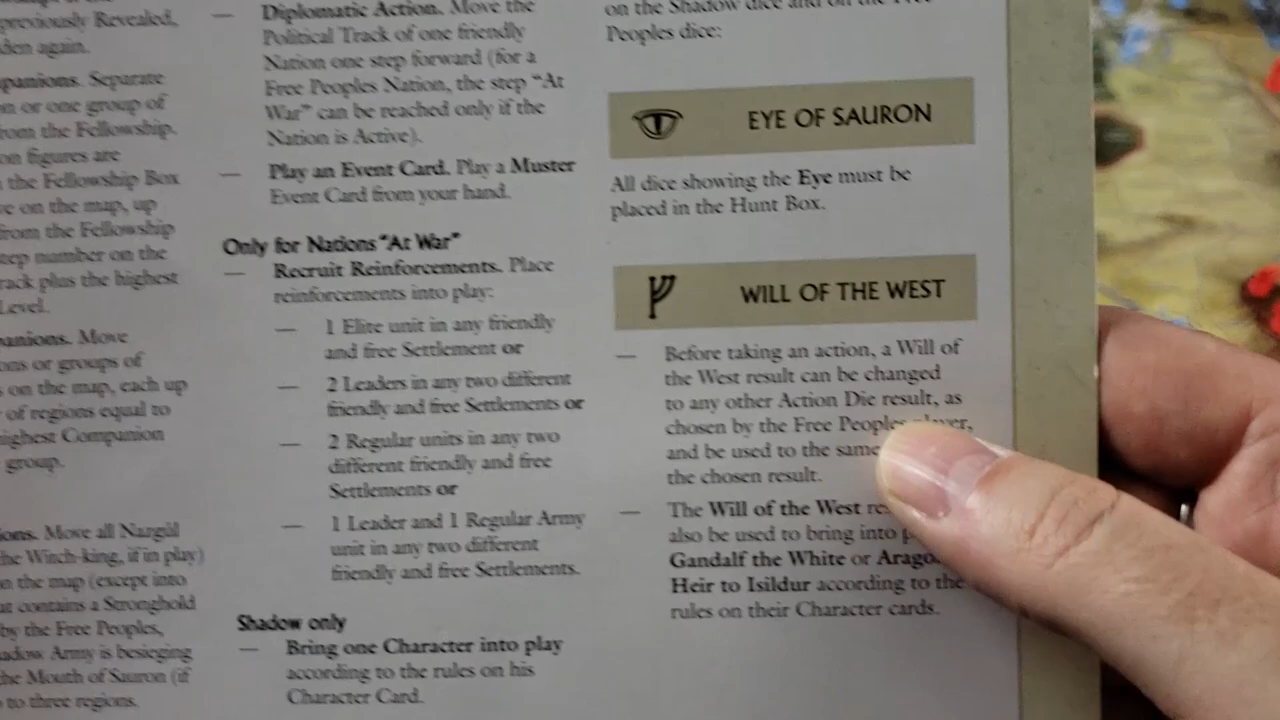 previously Revealed,
den again.
panions. Separate
n or one group of
from the Fellowship.
on figures are
the Fellowship Box
ve on the map, up
from the Fellowship
step number on the
rack plus the highest
Level.
panions. Move
ons or groups of
s on the map, each up
of regions equal to
highest Companion
group.
ions. Move all Nazgûl
he Witch-king, if in play)
n the map (except into
at contains a Stronghold
by the Free Peoples,
adow Army is besieging
the Mouth of Sauron (if
to three regions.
— Diplomatic Action. Move the
Political Track of one friendly
Nation one step forward (for a
Free Peoples Nation, the step "At
War" can be reached only if the
Nation is Active).
— Play an Event Card. Play a Muster
Event Card from your hand.
Only for Nations "At War"
— Recruit Reinforcements. Place
reinforcements into play:
— 1 Elite unit in any friendly
and free Settlement or
— 2 Leaders in any two different
friendly and free Settlements or
— 2 Regular units in any two
different friendly and free
Settlements or
— 1 Leader and 1 Regular Army
unit in any two different
friendly and free Settlements.
Shadow only
— Bring one Character into play
according to the rules on his
Character Card.
on the Shadow dice and on the Free
Peoples dice:
EYE OF SAURON
All dice showing the Eye must be
placed in the Hunt Box.
WILL OF THE WEST
— Before taking an action, a Will of
the West result can be changed
to any other Action Die result, as
chosen by the Free Peoples player,
and be used to the same
the chosen result.
— The Will of the West
also be used to bring into
Gandalf the White or Arago
Heir to Isildur according to the
rules on their Character cards.